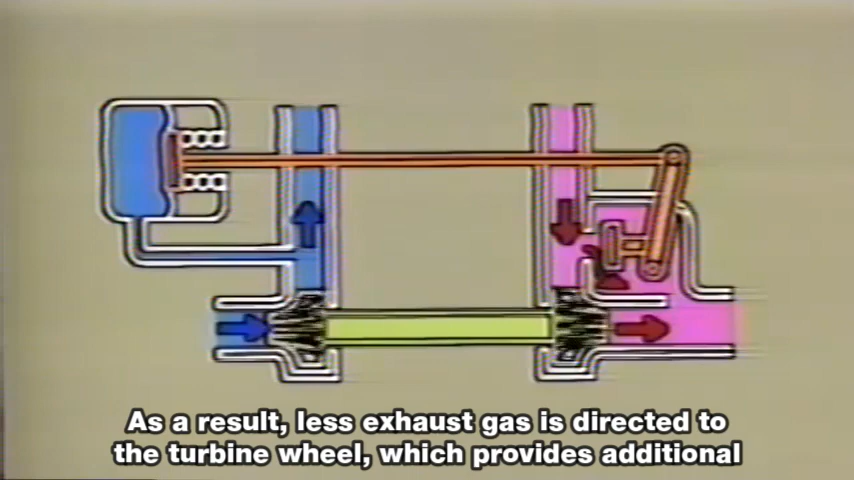 As a result, less exhaust gas is directed to
the turbine wheel, which provides additional